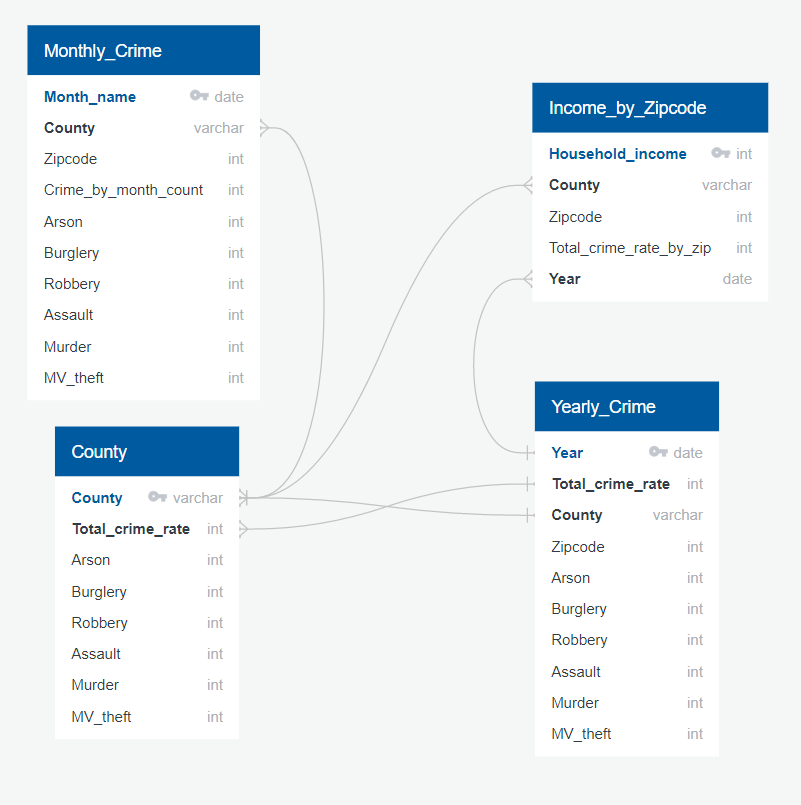 Monthly_Crime
Month_name date
County varchar
Zipcode int
Crime_by_month_count int
Arson int
Burglery int
Robbery int
Assault int
Murder int
MV_theft int
Income_by_Zipcode
Household_income int
County varchar
Zipcode int
Total_crime_rate_by_zip int
Year date
County
County varchar
Total_crime_rate int
Arson int
Burglery int
Robbery int
Assault int
Murder int
MV_theft int
Yearly_Crime
Year date
Total_crime_rate int
County varchar
Zipcode int
Arson int
Burglery int
Robbery int
Assault int
Murder int
MV_theft int